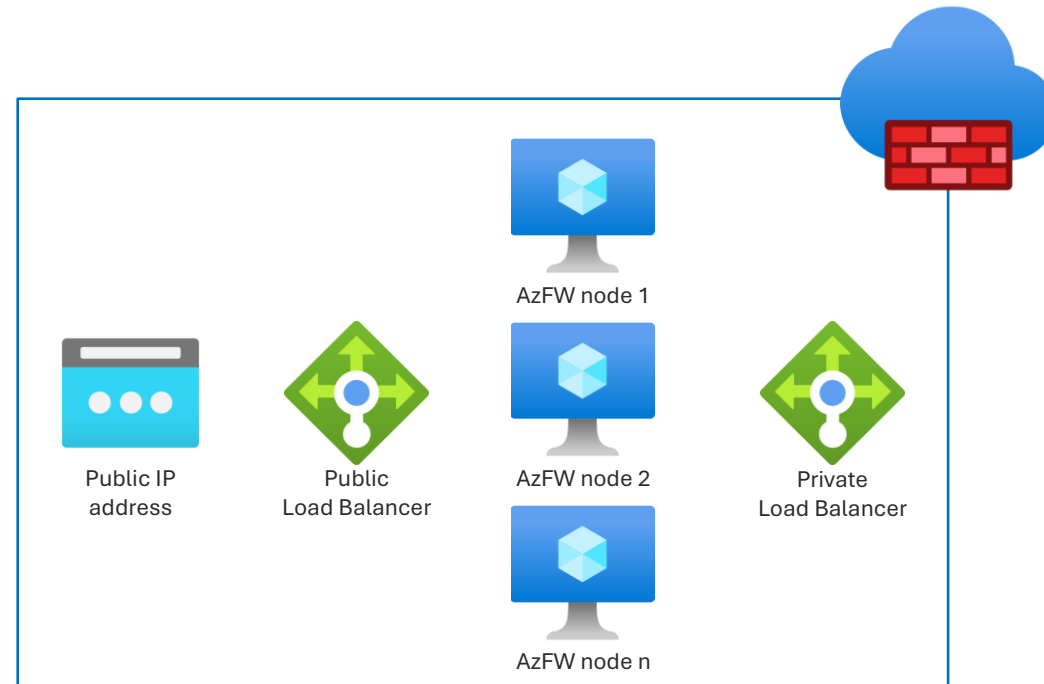 AzFW node 1
Public IP
address
Public
Load Balancer
AzFW node 2
Private
Load Balancer
AzFW node n